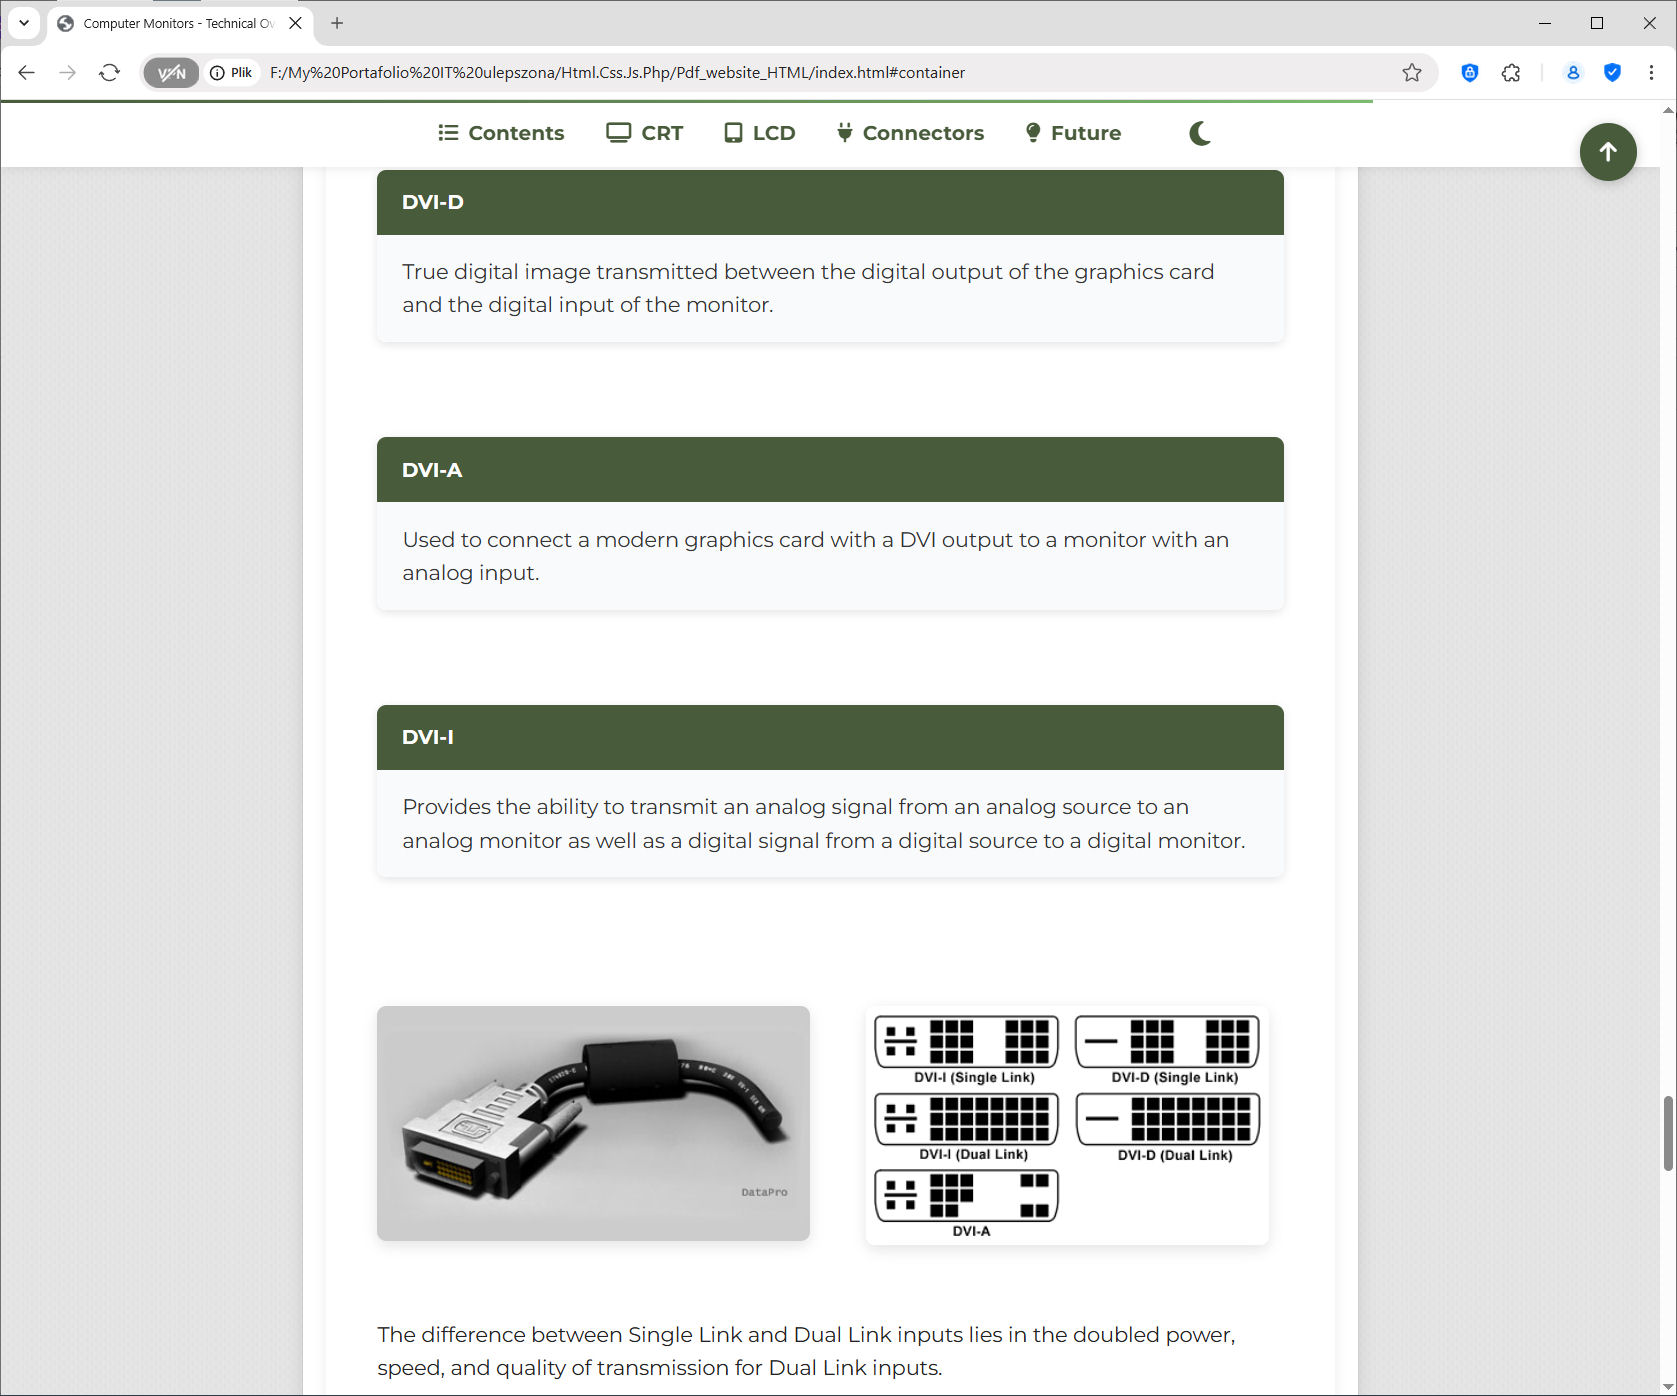 Computer Monitors - Technical Ov
VPN
Plik
F:/My%20Portafolio%20IT%20ulepszona/Html.Css.Js.Php/Pdf_website_HTML/index.html#container
Contents
CRT
LCD
Connectors
Future
DVI-D
True digital image transmitted between the digital output of the graphics card
and the digital input of the monitor.
DVI-A
Used to connect a modern graphics card with a DVI output to a monitor with an
analog input.
DVI-I
Provides the ability to transmit an analog signal from an analog source to an
analog monitor as well as a digital signal from a digital source to a digital monitor.
DataPro
DVI-I (Single Link)
DVI-D (Single Link)
DVI-I (Dual Link)
DVI-D (Dual Link)
DVI-A
The difference between Single Link and Dual Link inputs lies in the doubled power,
speed, and quality of transmission for Dual Link inputs.